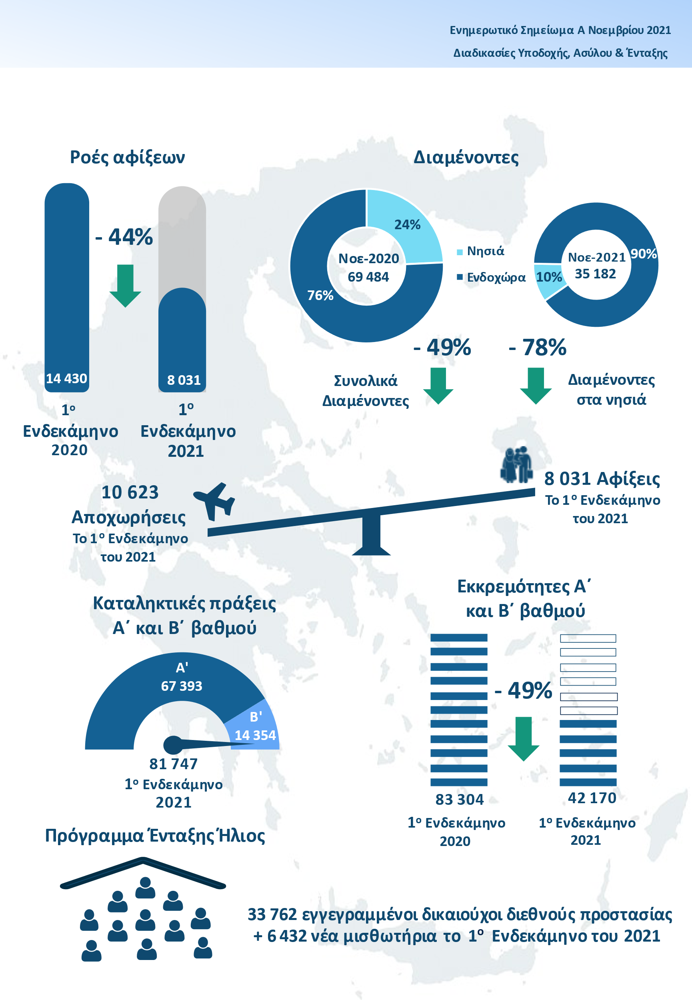 Ενημερωτικό Σημείωμα Α Νοεμβρίου 2021
Διαδικασίες Υποδοχής, Ασύλου & Ένταξης
Ροές αφίξεων
- 44%
14 430
8 031
1ο
Ενδεκάμηνο
2020
1ο
Ενδεκάμηνο
2021
Διαμένοντες
24%
76%
Νοε-2020
69 484
Νησιά
Ενδοχώρα
90%
10%
Νοε-2021
35 182
- 49%
Συνολικά
Διαμένοντες
- 78%
Διαμένοντες
στα νησιά
10 623
Αποχωρήσεις
Το 1ο Ενδεκάμηνο
του 2021
8 031 Αφίξεις
Το 1ο Ενδεκάμηνο
του 2021
Καταληκτικές πράξεις
Α΄ και Β΄ βαθμού
Α'
67 393
Β'
14 354
81 747
1ο Ενδεκάμηνο
2021
Εκκρεμότητες Α΄
και Β΄ βαθμού
- 49%
83 304
1ο Ενδεκάμηνο
2020
42 170
1ο Ενδεκάμηνο
2021
Πρόγραμμα Ένταξης Ήλιος
33 762 εγγεγραμμένοι δικαιούχοι διεθνούς προστασίας
+ 6 432 νέα μισθωτήρια το 1ο Ενδεκάμηνο του 2021